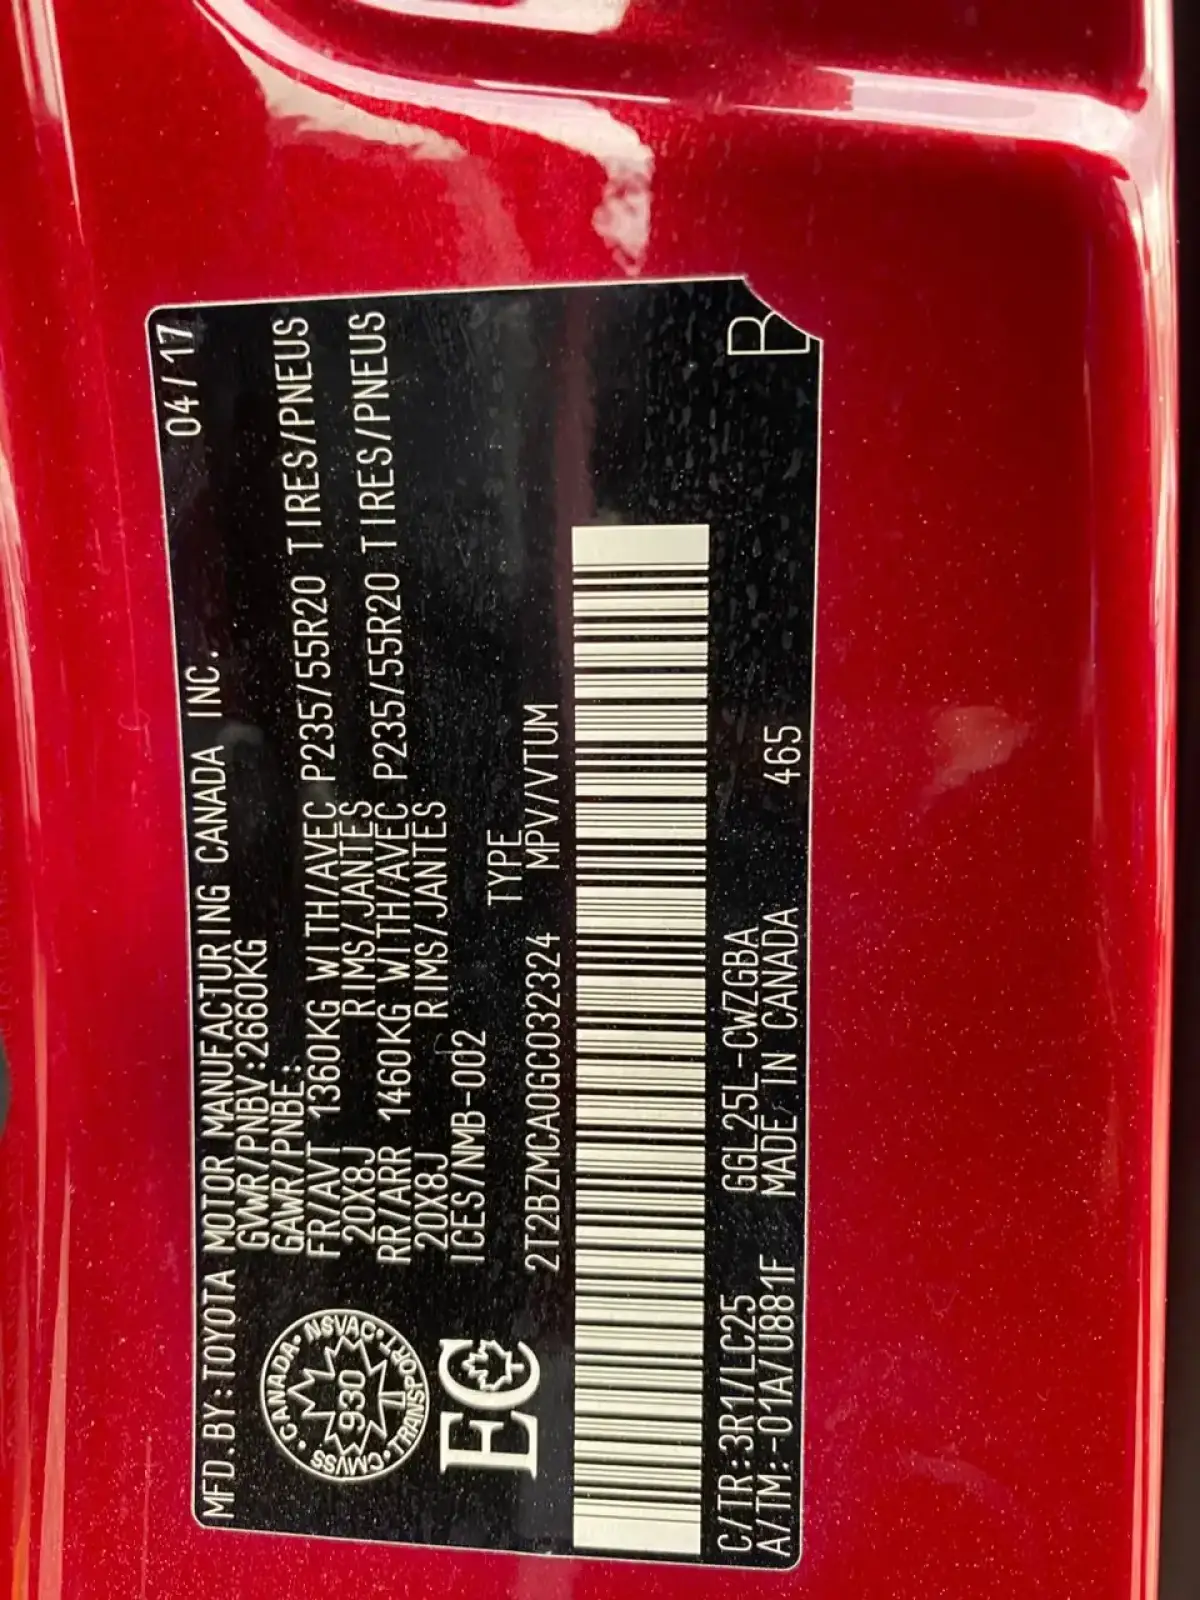 MFD.BY:TOYOTA MOTOR MANUFACTURING CANADA INC. 04/17
GVWR/PNBV:2660KG
GAWR/PNBE:
FR/AVT 1360KG WITH/AVEC P235/55R20 TIRES/PNEUS
20X8J RIMS/JANTES
RR/ARR 1460KG WITH/AVEC P235/55R20 TIRES/PNEUS
20X8J RIMS/JANTES
ICES/NMB-002
TYPE
2T2BZMCA0GC032324 MPV/VTUM
CANADA • NSVAC • TRANSPORT • CMVSS •
930
EC
C/TR:3R1/LC25 GGL25L-CWZGBA
A/TM:-01A/U881F MADE IN CANADA 465
B